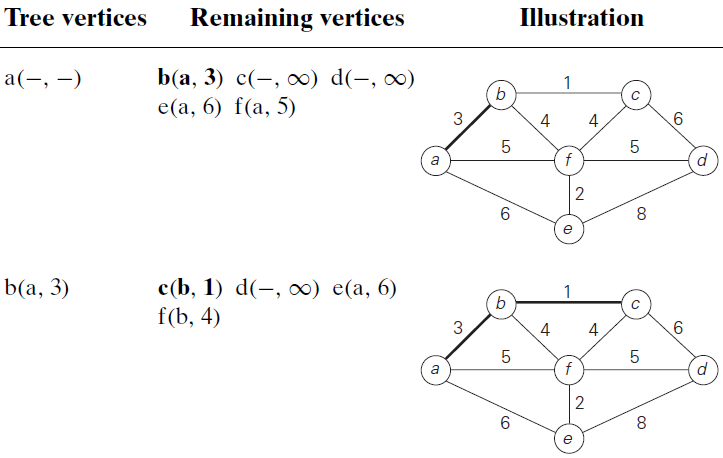 Tree vertices Remaining vertices Illustration
a(−, −) b(a, 3) c(−, ∞) d(−, ∞)
e(a, 6) f(a, 5)
1
b c
3 4 4 6
5 5
a f d
2
6 8
e
b(a, 3) c(b, 1) d(−, ∞) e(a, 6)
f(b, 4)
1
b c
3 4 4 6
5 5
a f d
2
6 8
e